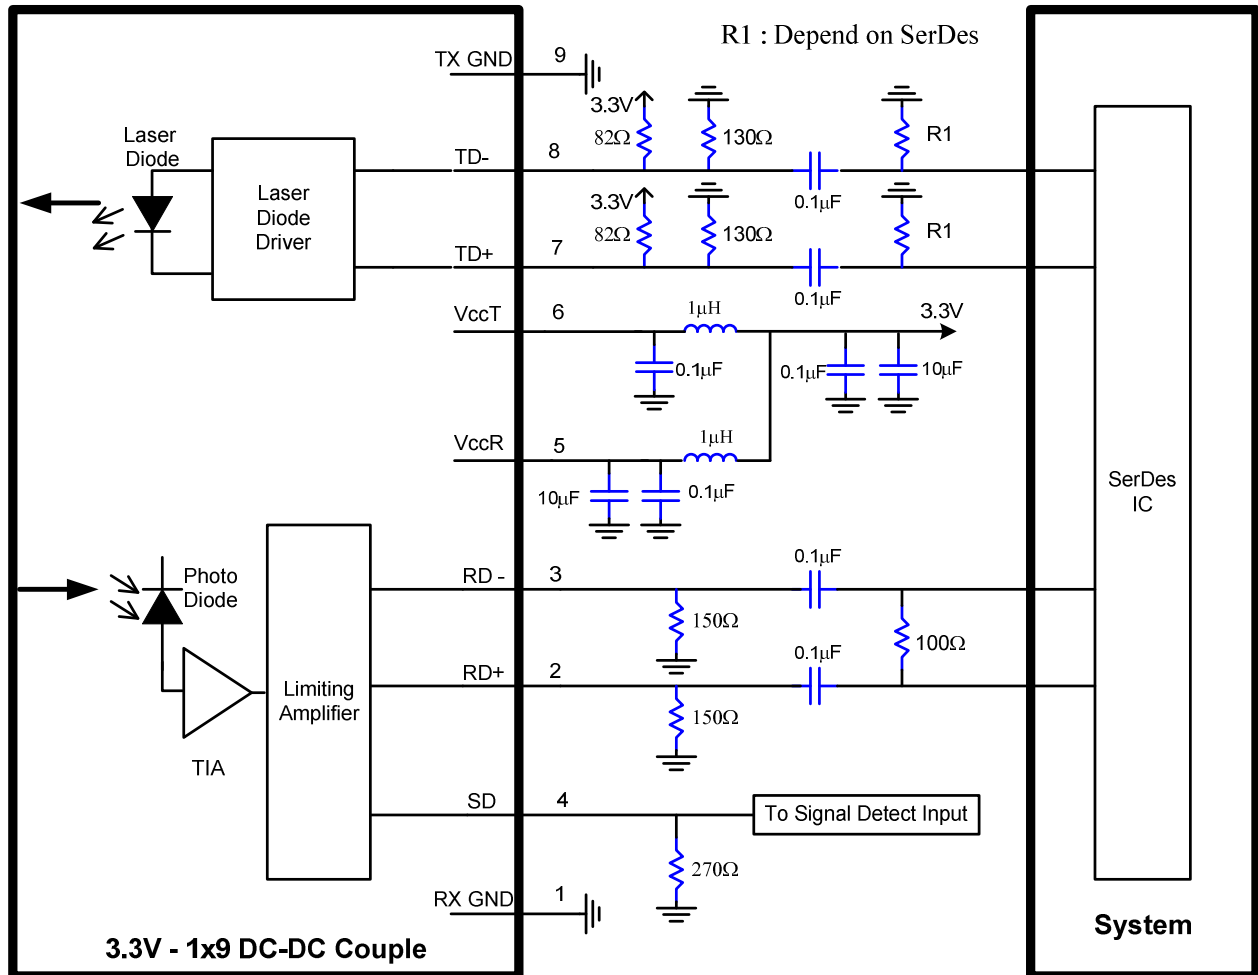 R1 : Depend on SerDes
TX GND
9
3.3V
82Ω
130Ω
R1
Laser
Diode
TD-
8
0.1µF
Laser
Diode
Driver
3.3V
82Ω
130Ω
R1
TD+
7
0.1µF
VccT
6
1µH
3.3V
0.1µF
0.1µF
10µF
VccR
5
1µH
10µF
0.1µF
SerDes
IC
Photo
Diode
RD -
3
0.1µF
150Ω
100Ω
RD+
2
0.1µF
150Ω
Limiting
Amplifier
TIA
SD
4
To Signal Detect Input
270Ω
RX GND
1
3.3V - 1x9 DC-DC Couple
System